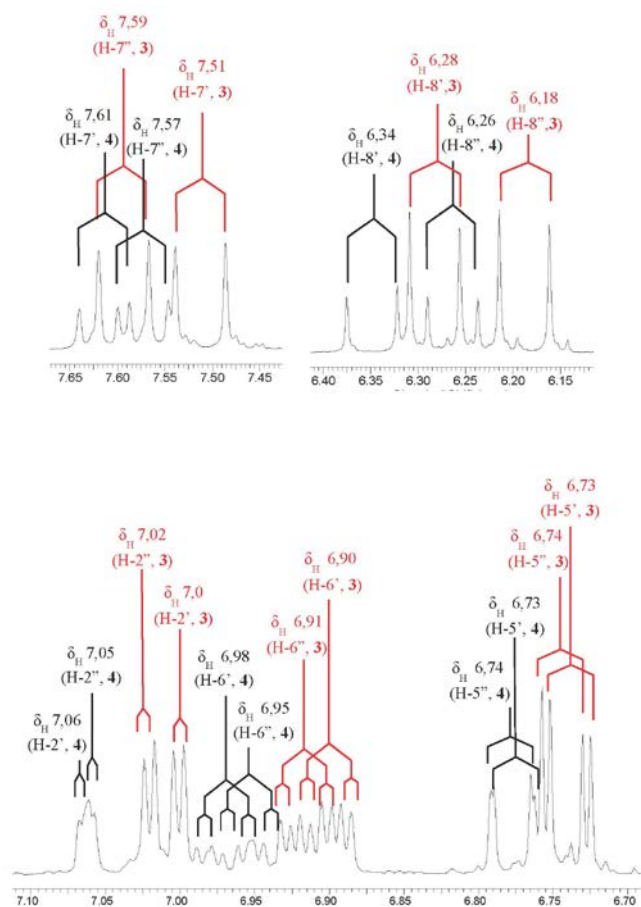 δH 7,59
(H-7”, 3)
δH 7,51
(H-7’, 3)
δH 7,61
(H-7’, 4)
δH 7,57
(H-7”, 4)
7.65 7.60 7.55 7.50 7.45
δH 6,28
(H-8’,3)
δH 6,18
(H-8”,3)
δH 6,26
(H-8”, 4)
δH 6,34
(H-8’, 4)
6.40 6.35 6.30 6.25 6.20 6.15
δH 6,73
(H-5’, 3)
δH 6,74
(H-5”, 3)
δH 6,73
(H-5’, 4)
δH 6,74
(H-5”, 4)
δH 7,02
(H-2”, 3)
δH 7,0
(H-2’, 3)
δH 6,90
(H-6’, 3)
δH 6,91
(H-6”, 3)
δH 6,98
(H-6’, 4)
δH 6,95
(H-6”, 4)
δH 7,05
(H-2”, 4)
δH 7,06
(H-2’, 4)
7.10 7.05 7.00 6.95 6.90 6.85 6.80 6.75 6.70